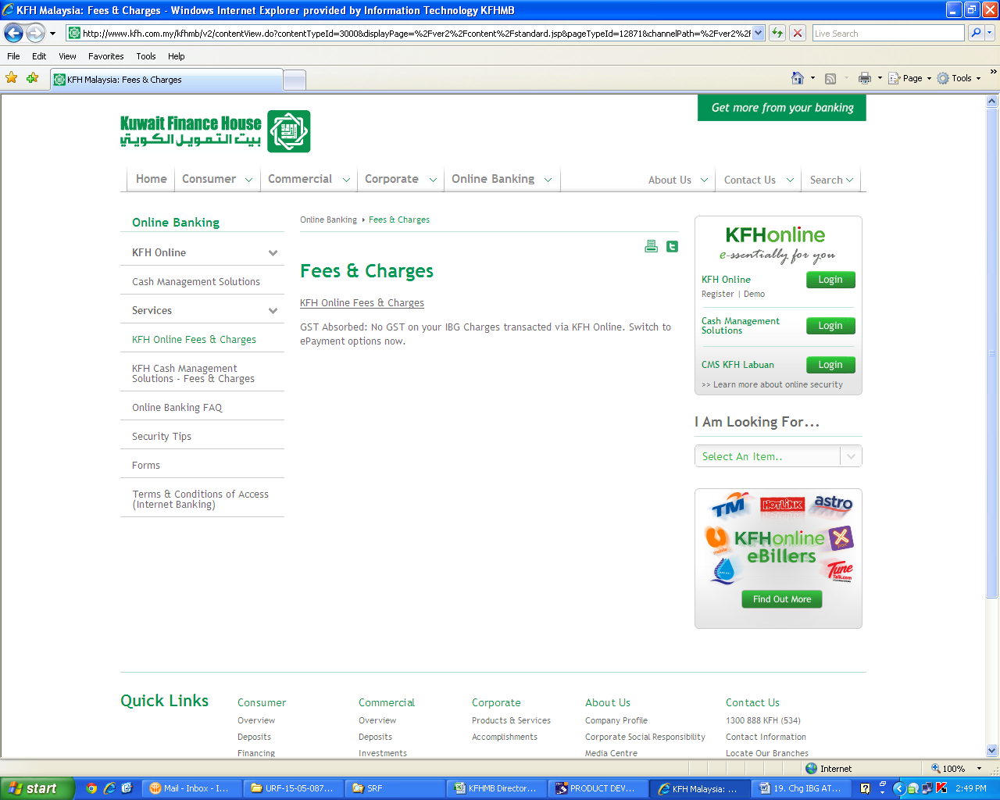 KFH Malaysia: Fees & Charges - Windows Internet Explorer provided by Information Technology KFHMB
http://www.kfh.com.my/kfhmb/v2/contentView.do?contentTypeId=3000&displayPage=%2Fver2%2Fcontent%2Fstandard.jsp&pageTypeId=12871&channelPath=%2Fver2%2F
Live Search
File Edit View Favorites Tools Help
KFH Malaysia: Fees & Charges
Page Tools
Get more from your banking
Kuwait Finance House
بيت التمويل الكويتي
Home Consumer Commercial Corporate Online Banking About Us Contact Us Search
Online Banking
KFH Online
Cash Management Solutions
Services
KFH Online Fees & Charges
KFH Cash Management
Solutions - Fees & Charges
Online Banking FAQ
Security Tips
Forms
Terms & Conditions of Access
(Internet Banking)
Online Banking Fees & Charges
Fees & Charges
KFH Online Fees & Charges
GST Absorbed: No GST on your IBG Charges transacted via KFH Online. Switch to
ePayment options now.
KFHonline
e-ssentially for you
KFH Online Login
Register | Demo
Cash Management
Solutions
Login
CMS KFH Labuan Login
>> Learn more about online security
I Am Looking For...
Select An Item..
TM HOTLINK astro
U mobile
KFHonline
eBillers
Tune
Talk.com
Find Out More
Quick Links
Consumer
Overview
Deposits
Financing
Commercial
Overview
Deposits
Investments
Corporate
Products & Services
Accomplishments
About Us
Company Profile
Corporate Social Responsibility
Media Centre
Contact Us
1300 888 KFH (534)
Contact Information
Locate Our Branches
Internet 100%
start Mail - Inbox - I... URF-15-05-087... SRF KFHMB Director... PRODUCT DEV... KFH Malaysia: ... 19. Chg IBG AT... 2:49 PM